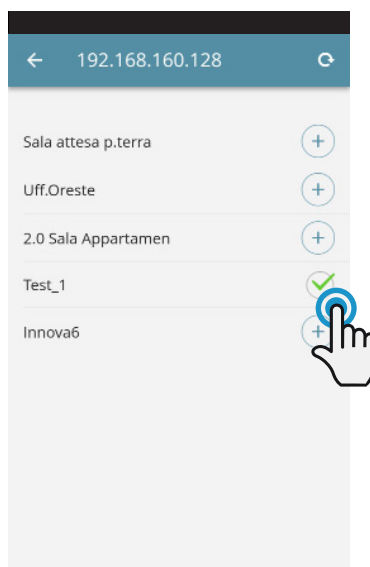 192.168.160.128
Sala attesa p.terra
Uff.Oreste
2.0 Sala Appartamen
Test_1
Innova6